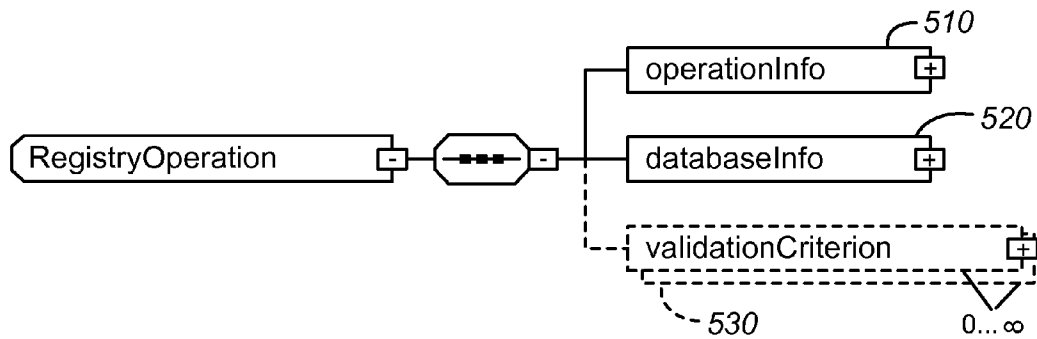 510
operationInfo
520
RegistryOperation
databaseInfo
validationCriterion
530
0... ∞